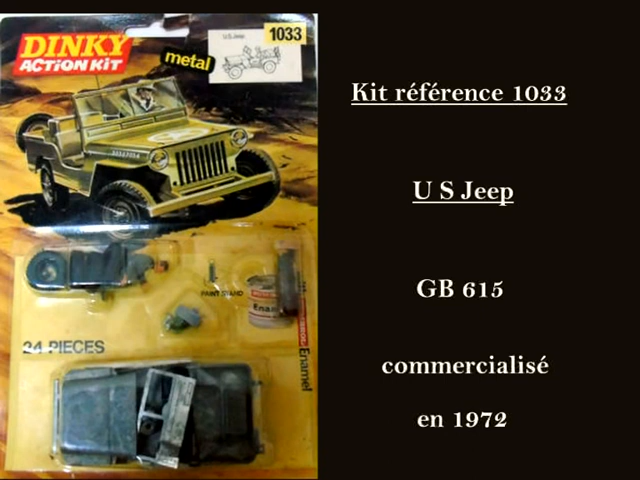 DINKY
ACTION KIT
metal
U.S. Jeep
1033
PAINT STAND
Enamel
24 PIECES
Kit référence 1033
U S Jeep
GB 615
commercialisé
en 1972